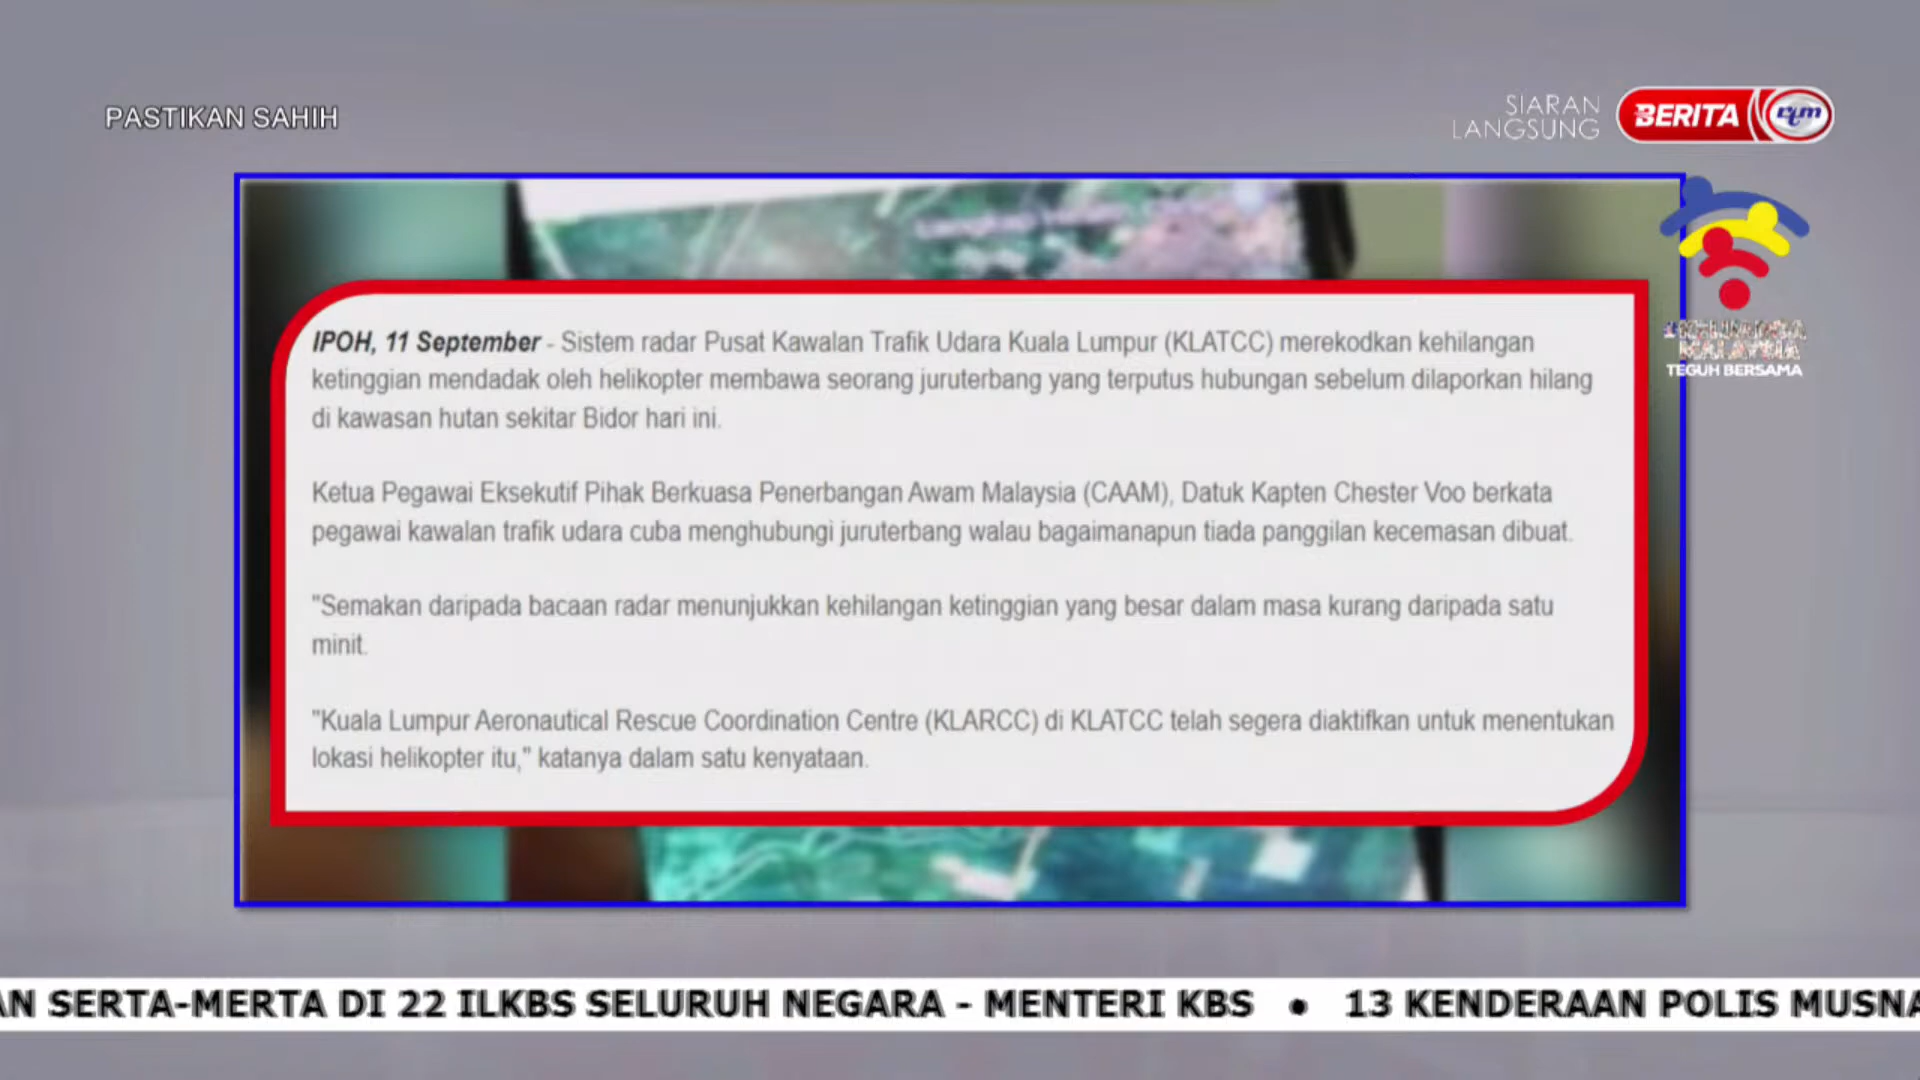 PASTIKAN SAHIH
SIARAN
LANGSUNG
BERITA rtm
KELUARGA
MALAYSIA
TEGUH BERSAMA
IPOH, 11 September - Sistem radar Pusat Kawalan Trafik Udara Kuala Lumpur (KLATCC) merekodkan kehilangan
ketinggian mendadak oleh helikopter membawa seorang juruterbang yang terputus hubungan sebelum dilaporkan hilang
di kawasan hutan sekitar Bidor hari ini.
Ketua Pegawai Eksekutif Pihak Berkuasa Penerbangan Awam Malaysia (CAAM), Datuk Kapten Chester Voo berkata
pegawai kawalan trafik udara cuba menghubungi juruterbang walau bagaimanapun tiada panggilan kecemasan dibuat.
"Semakan daripada bacaan radar menunjukkan kehilangan ketinggian yang besar dalam masa kurang daripada satu
minit.
"Kuala Lumpur Aeronautical Rescue Coordination Centre (KLARCC) di KLATCC telah segera diaktifkan untuk menentukan
lokasi helikopter itu," katanya dalam satu kenyataan.
AN SERTA-MERTA DI 22 ILKBS SELURUH NEGARA - MENTERI KBS • 13 KENDERAAN POLIS MUSNA